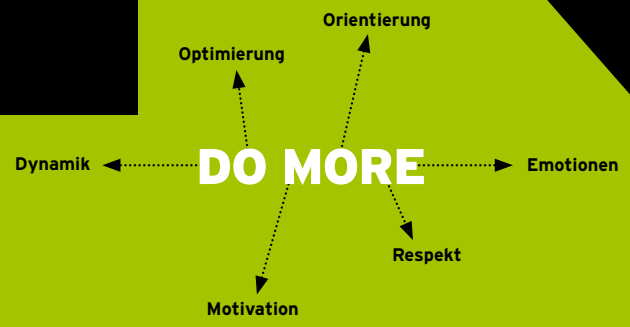 Orientierung
Optimierung
Dynamik
DO MORE
Emotionen
Respekt
Motivation